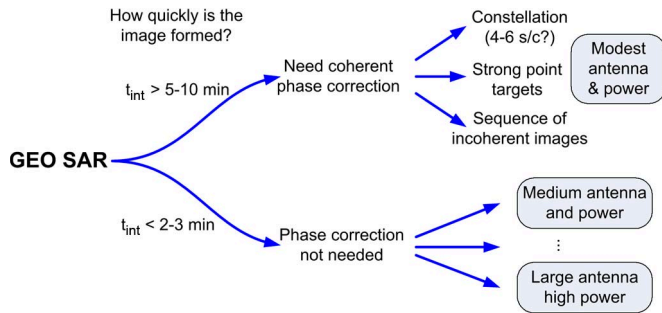 How quickly is the
image formed?
t_int > 5-10 min
Need coherent
phase correction
Constellation
(4-6 s/c?)
Strong point
targets
Sequence of
incoherent images
Modest
antenna
& power
GEO SAR
t_int < 2-3 min
Phase correction
not needed
Medium antenna
and power
⋮
Large antenna
high power